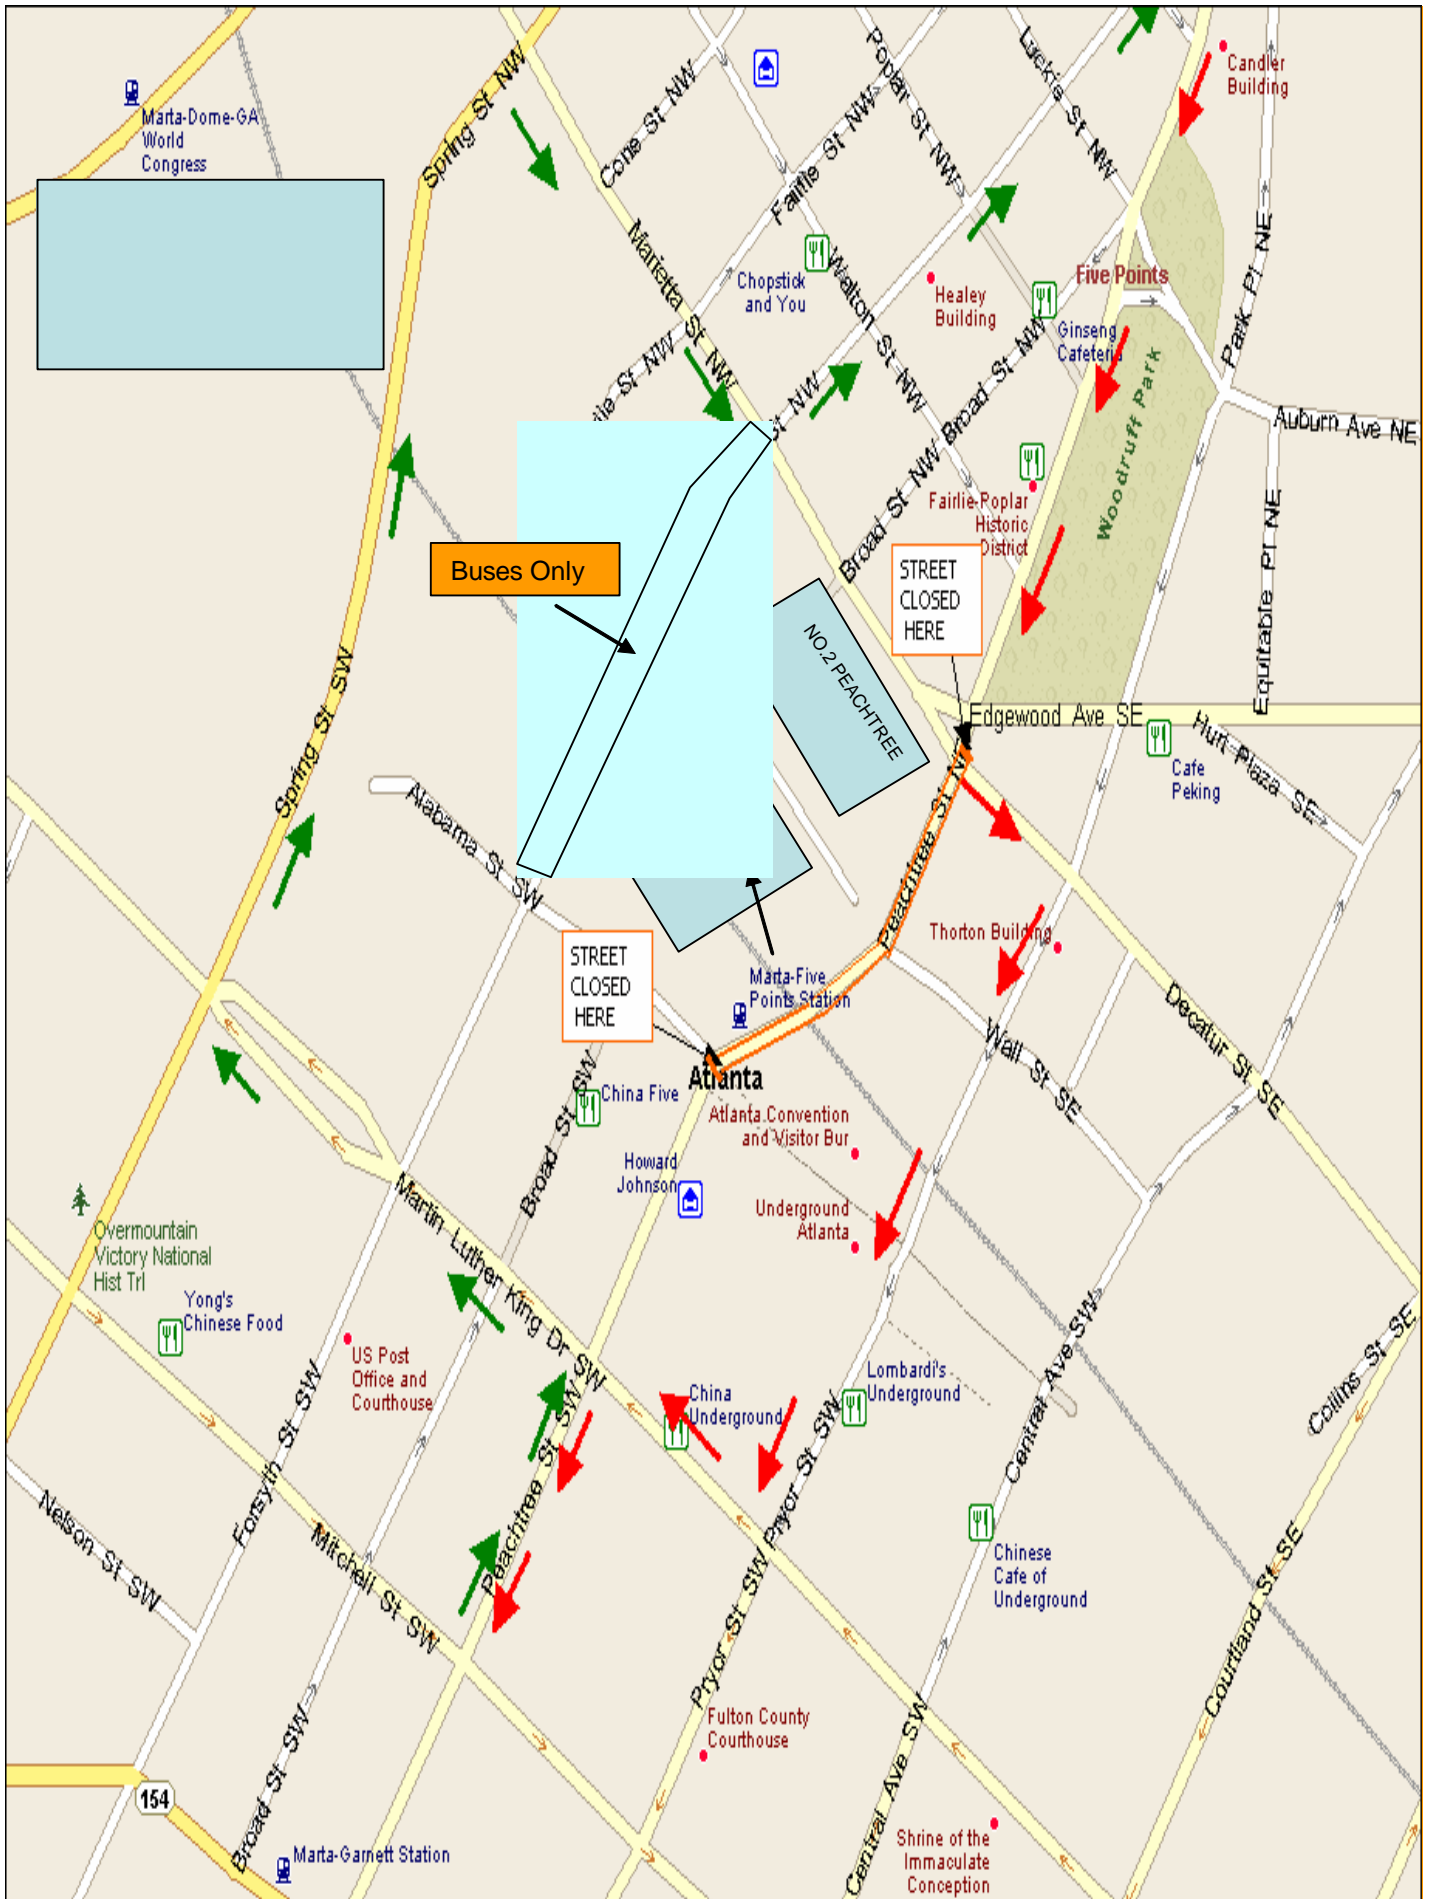 Candler
Building
Marta-Dome-GA
World
Congress
Spring St NW
Cone St NW
Poplar St NW
Luckie St NW
Fairlie St NW
Marietta St NW
Walton St NW
Chopstick
and You
Healey
Building
Five Points
Ginseng
Cafeteria
Park Pl NE
Woodruff Park
Auburn Ave NE
lie St NW
St NW
Broad St NW
Broad St NW
Fairlie-Poplar
Historic
District
Equitable Pl NE
Buses Only
STREET
CLOSED
HERE
NO.2 PEACHTREE
Edgewood Ave SE
Hurt Plaza SE
Cafe
Peking
Spring St SW
Alabama St SW
Peachtree St N
Thorton Building
STREET
CLOSED
HERE
Marta-Five
Points Station
Atlanta
Wall St SE
Decatur St SE
China Five
Broad St SW
Atlanta Convention
and Visitor Bur
Howard
Johnson
Underground
Atlanta
Martin Luther King Dr SW
Overmountain
Victory National
Hist Trl
Yong's
Chinese Food
US Post
Office and
Courthouse
China
Underground
Lombardi's
Underground
Central Ave SW
Collins St SE
Forsyth St SW
Peachtree St SW
Pryor St SW
Pryor St SW
Nelson St SW
Mitchell St SW
Chinese
Cafe of
Underground
Courtland St SE
Fulton County
Courthouse
154
Broad St SW
Marta-Garnett Station
Central Ave SW
Shrine of the
Immaculate
Conception